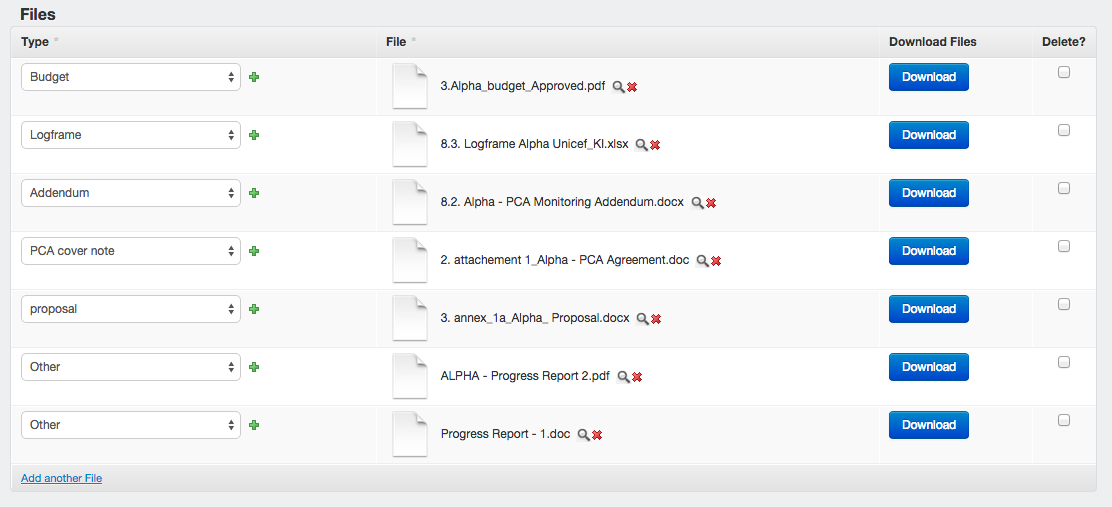 Files
Type * File * Download Files Delete?
Budget 3.Alpha_budget_Approved.pdf Download
Logframe 8.3. Logframe Alpha Unicef_KI.xlsx Download
Addendum 8.2. Alpha - PCA Monitoring Addendum.docx Download
PCA cover note 2. attachement 1_Alpha - PCA Agreement.doc Download
proposal 3. annex_1a_Alpha_ Proposal.docx Download
Other ALPHA - Progress Report 2.pdf Download
Other Progress Report - 1.doc Download
Add another File